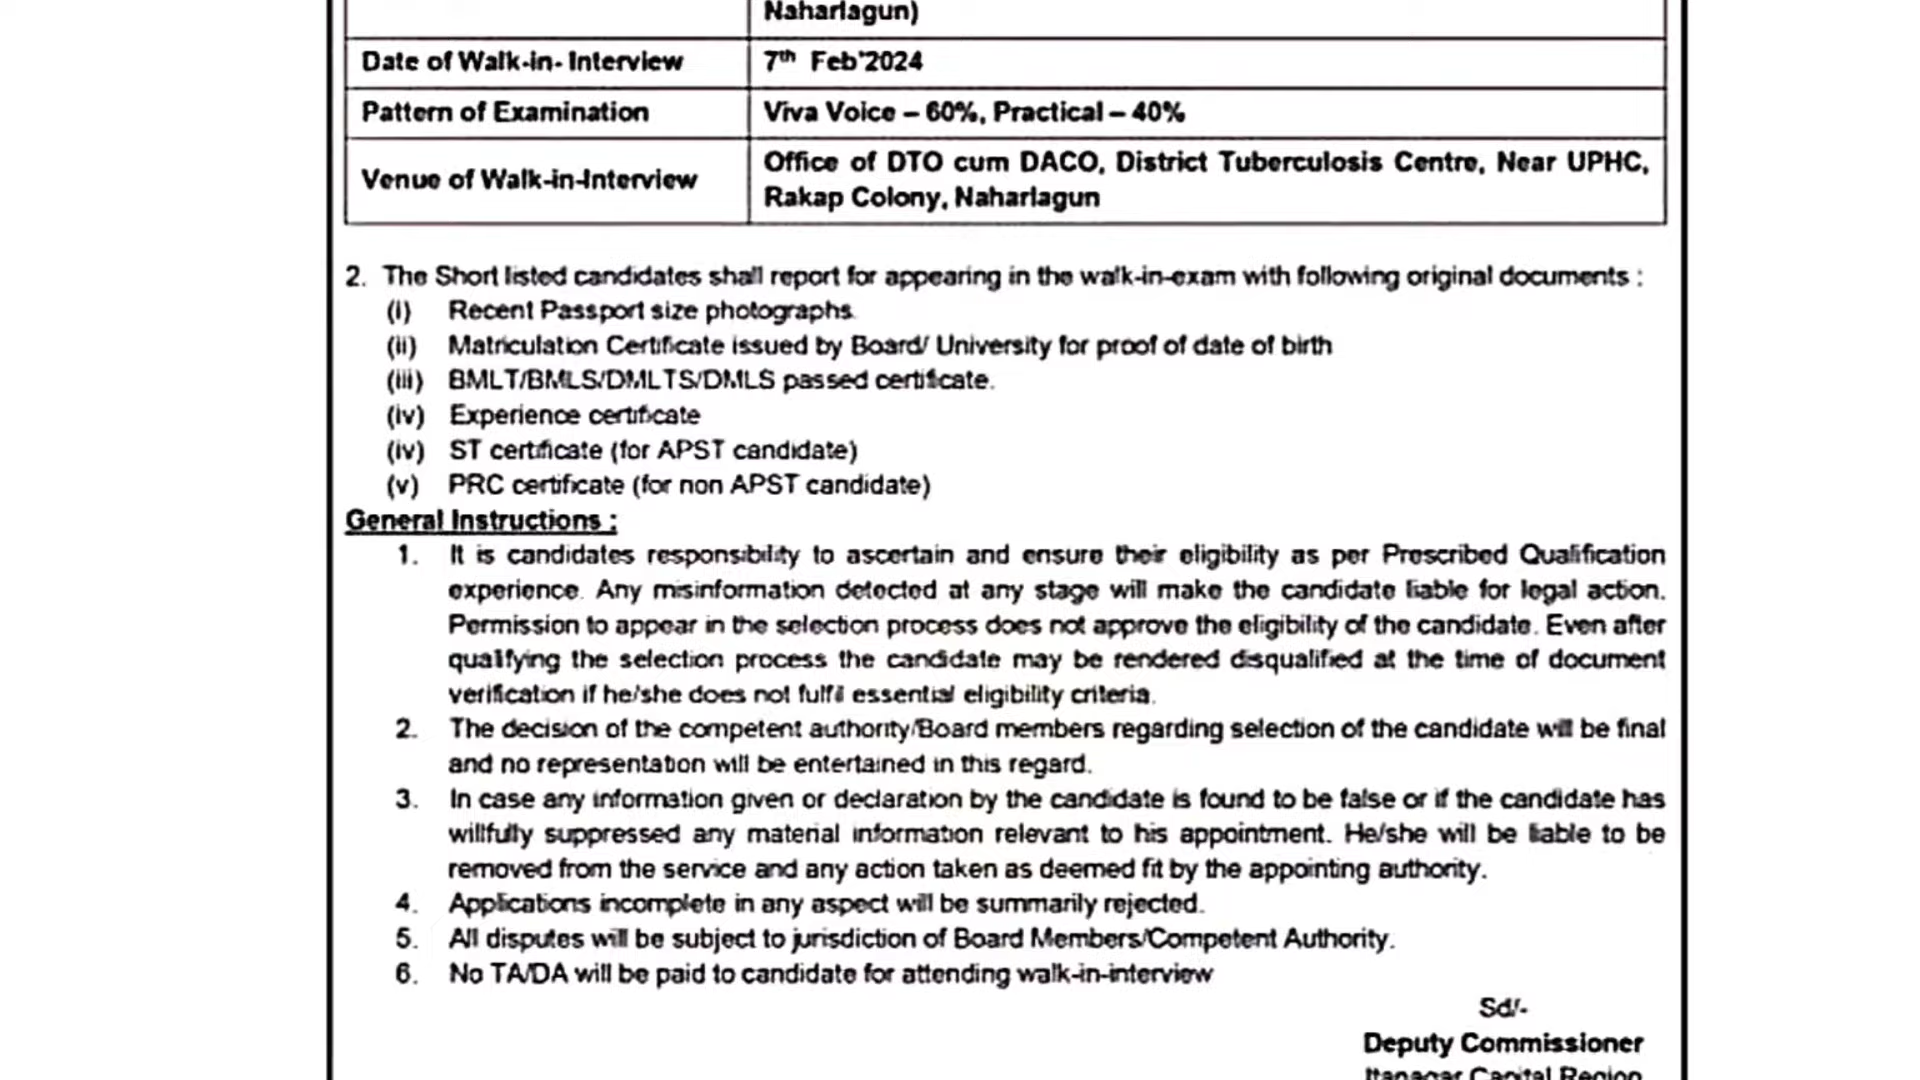 Naharlagun)
Date of Walk-in- Interview 7th Feb'2024
Pattern of Examination Viva Voice – 60%, Practical – 40%
Venue of Walk-in-Interview Office of DTO cum DACO, District Tuberculosis Centre, Near UPHC,
Rakap Colony, Naharlagun
2. The Short listed candidates shall report for appearing in the walk-in-exam with following original documents :
(i) Recent Passport size photographs.
(ii) Matriculation Certificate issued by Board/ University for proof of date of birth
(iii) BMLT/BMLS/DMLTS/DMLS passed certificate.
(iv) Experience certificate
(iv) ST certificate (for APST candidate)
(v) PRC certificate (for non APST candidate)
General Instructions :
1. It is candidates responsibility to ascertain and ensure their eligibility as per Prescribed Qualification
experience. Any misinformation detected at any stage will make the candidate liable for legal action.
Permission to appear in the selection process does not approve the eligibility of the candidate. Even after
qualifying the selection process the candidate may be rendered disqualified at the time of document
verification if he/she does not fulfil essential eligibility criteria.
2. The decision of the competent authority/Board members regarding selection of the candidate will be final
and no representation will be entertained in this regard.
3. In case any information given or declaration by the candidate is found to be false or if the candidate has
willfully suppressed any material information relevant to his appointment. He/she will be liable to be
removed from the service and any action taken as deemed fit by the appointing authority.
4. Applications incomplete in any aspect will be summarily rejected.
5. All disputes will be subject to jurisdiction of Board Members/Competent Authority.
6. No TA/DA will be paid to candidate for attending walk-in-interview
Sd/-
Deputy Commissioner
Itanagar Capital Region